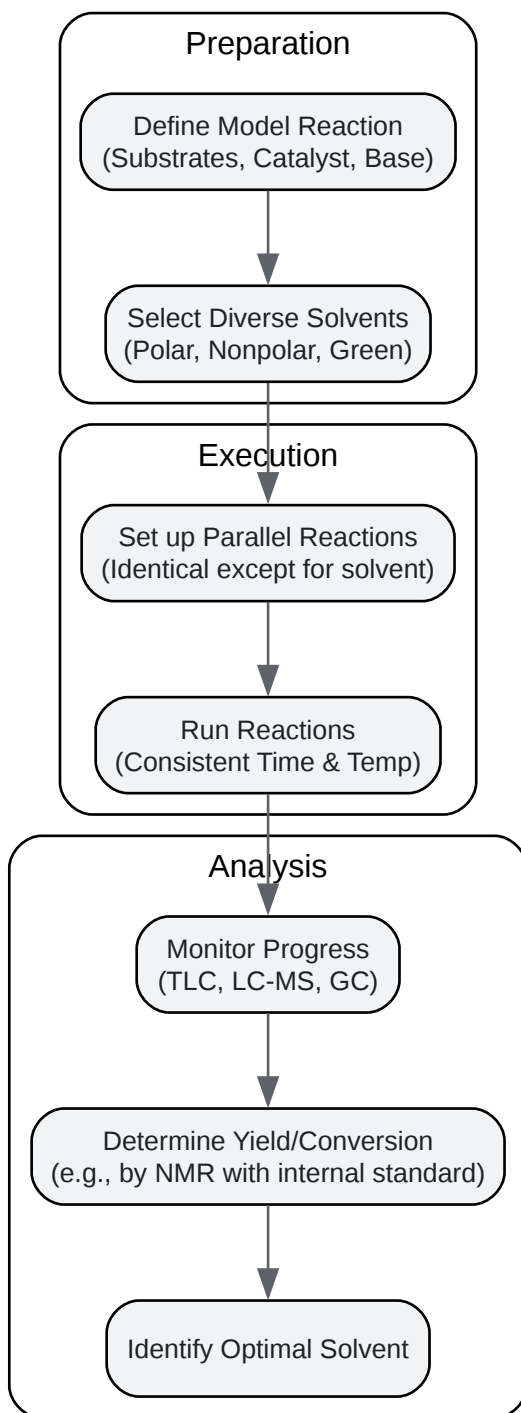 Preparation
Define Model Reaction
(Substrates, Catalyst, Base)
Select Diverse Solvents
(Polar, Nonpolar, Green)
Execution
Set up Parallel Reactions
(Identical except for solvent)
Run Reactions
(Consistent Time & Temp)
Analysis
Monitor Progress
(TLC, LC-MS, GC)
Determine Yield/Conversion
(e.g., by NMR with internal standard)
Identify Optimal Solvent